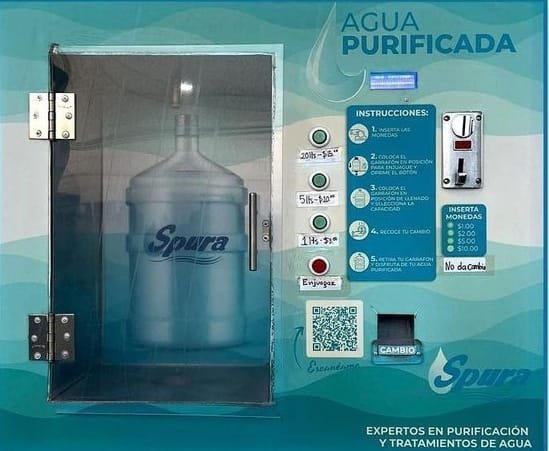 AGUA
PURIFICADA
INSTRUCCIONES:
1. INSERTA LAS
MONEDAS
2. COLOCA EL
GARRAFÓN EN POSICIÓN
PARA ENJUAGUE Y
OPRIME EL BOTÓN
3. COLOCA EL
GARRAFÓN EN
POSICIÓN DE LLENADO
Y SELECCIONA LA
CAPACIDAD
4. RECOGE TU CAMBIO
5. RETIRA TU GARRAFÓN
Y DISFRUTA DE TU AGUA
PURIFICADA
Enjuagar
INSERTA
MONEDAS
$1.00
$2.00
$5.00
$10.00
No da cambio
Spura
CAMBIO
Escanéame
Spura
EXPERTOS EN PURIFICACIÓN
Y TRATAMIENTOS DE AGUA